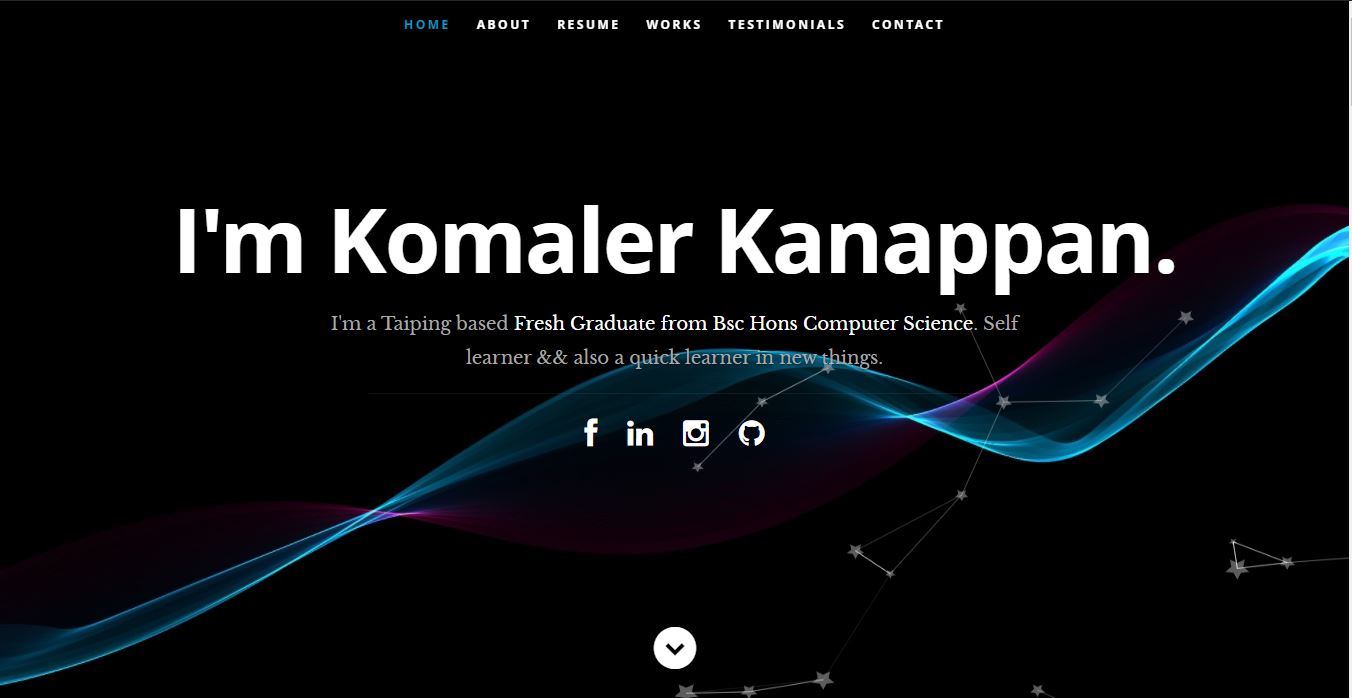 HOME ABOUT RESUME WORKS TESTIMONIALS CONTACT
I'm Komaler Kanappan.
I'm a Taiping based Fresh Graduate from Bsc Hons Computer Science. Self
learner && also a quick learner in new things.